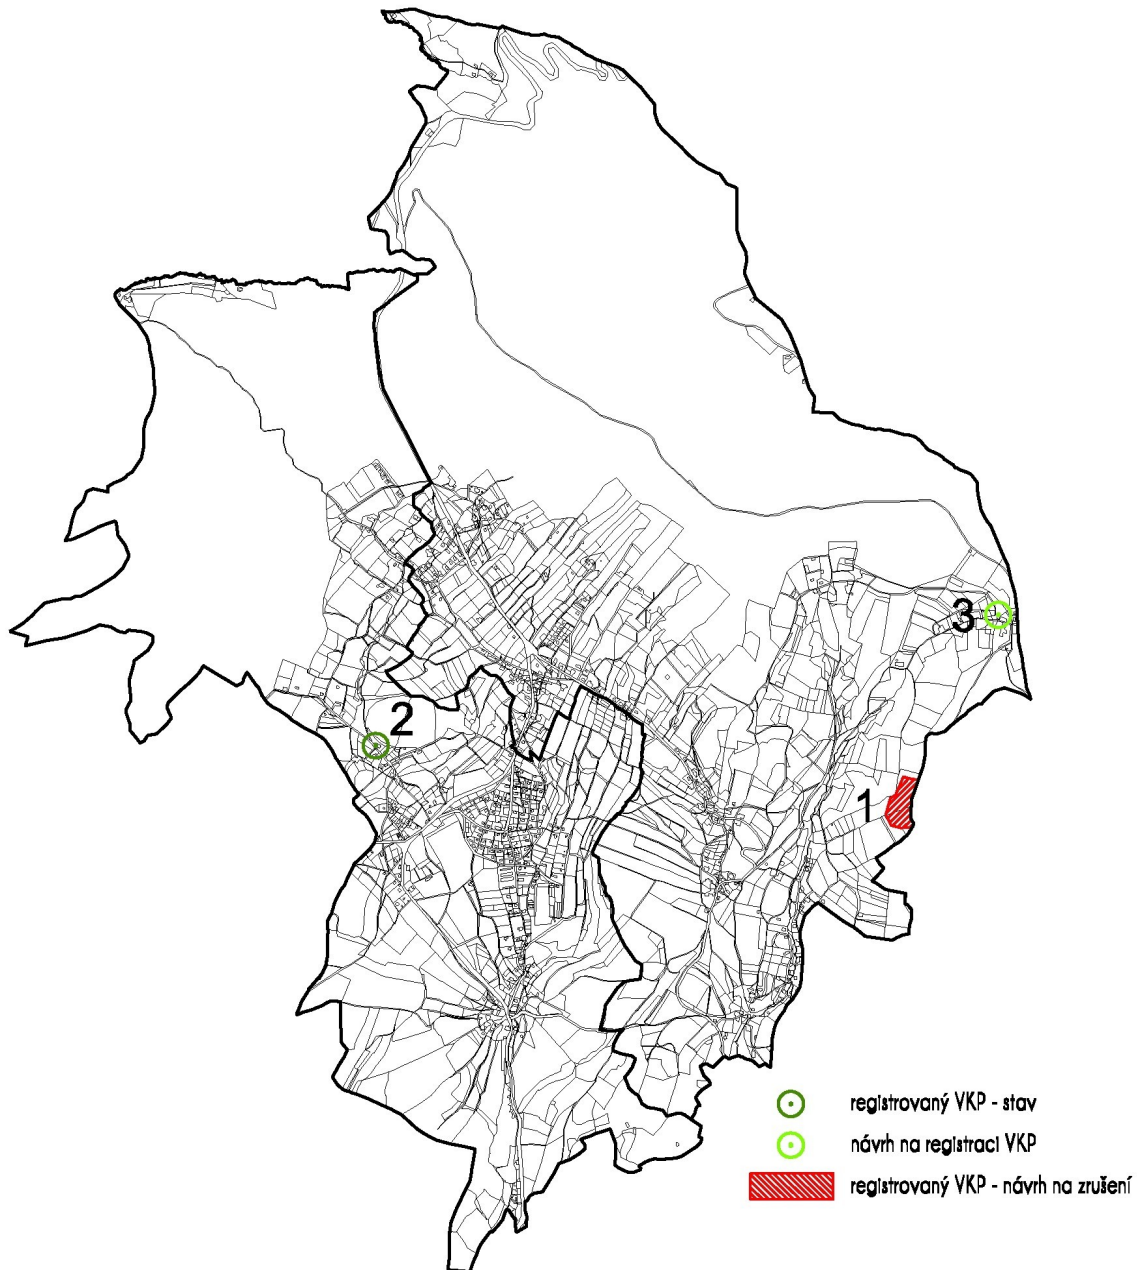 3
2
1
registrovaný VKP - stav
návrh na registraci VKP
registrovaný VKP - návrh na zrušení